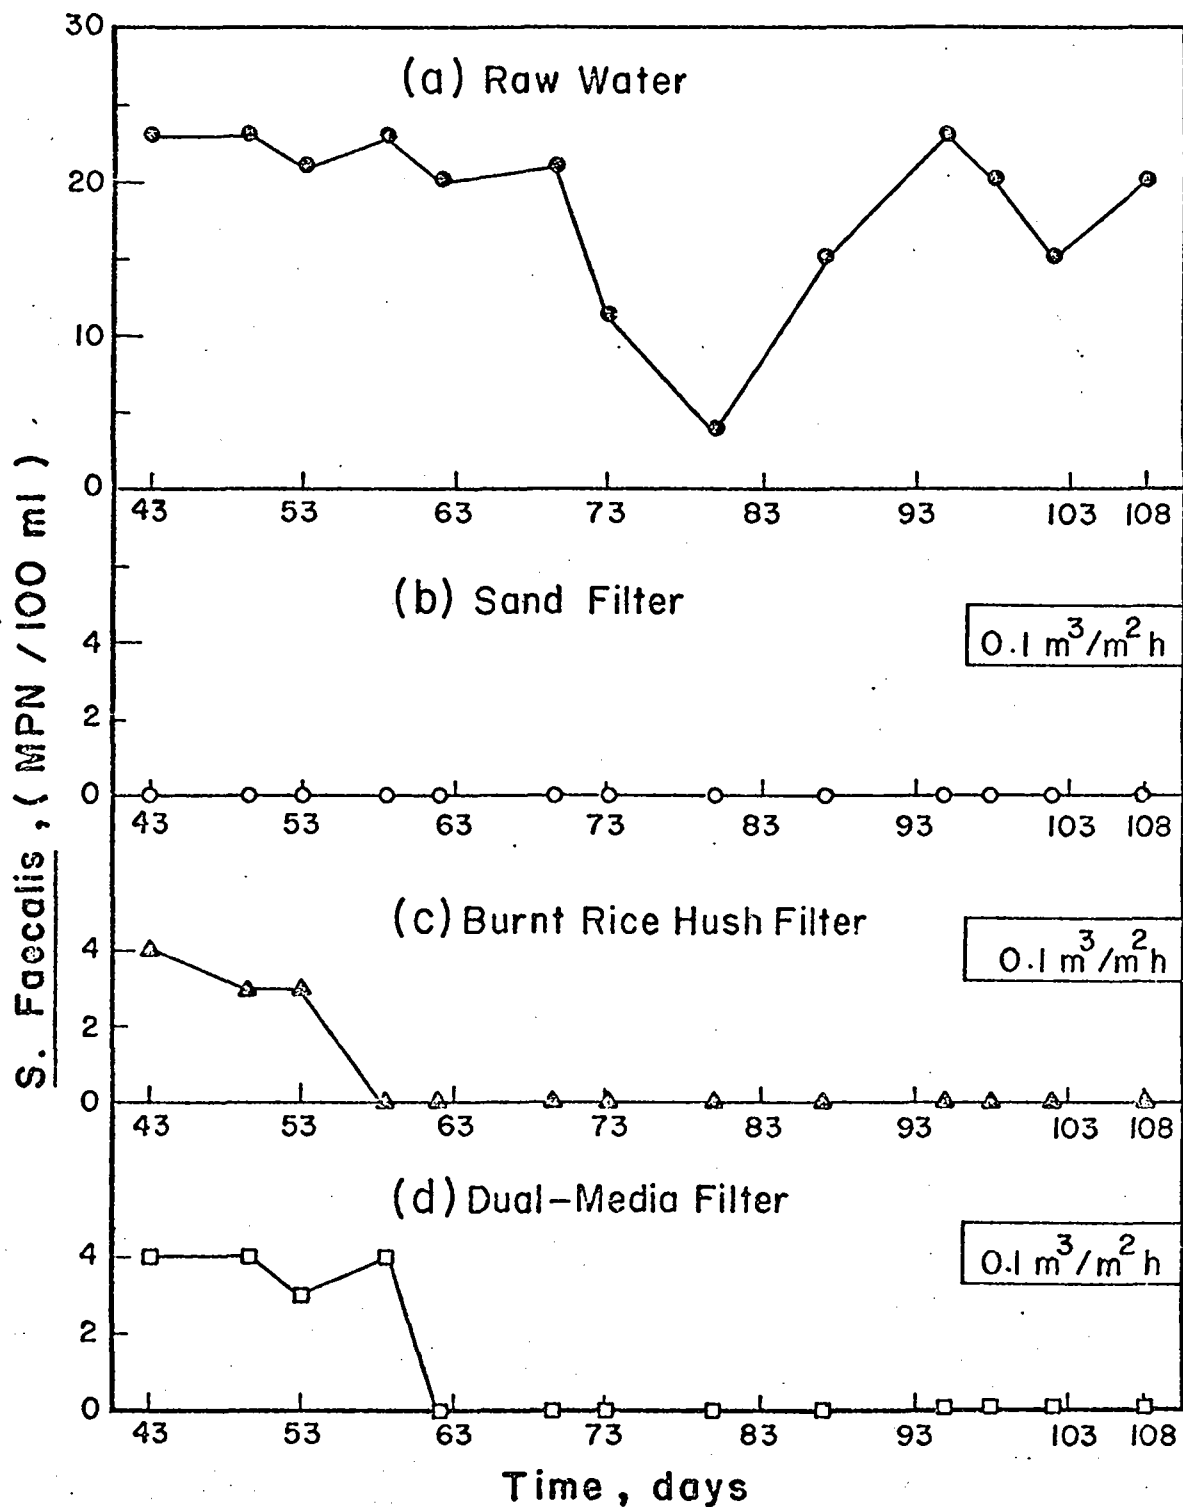 30
(a) Raw Water
20
10
0
43 53 63 73 83 93 103 108
(b) Sand Filter
0.1 m³/m² h
4
2
0
43 53 63 73 83 93 103 108
(c) Burnt Rice Hush Filter
0.1 m³/m² h
4
2
0
43 53 63 73 83 93 103 108
(d) Dual-Media Filter
0.1 m³/m² h
4
2
0
43 53 63 73 83 93 103 108
S. Faecalis, (MPN /100 ml)
Time, days